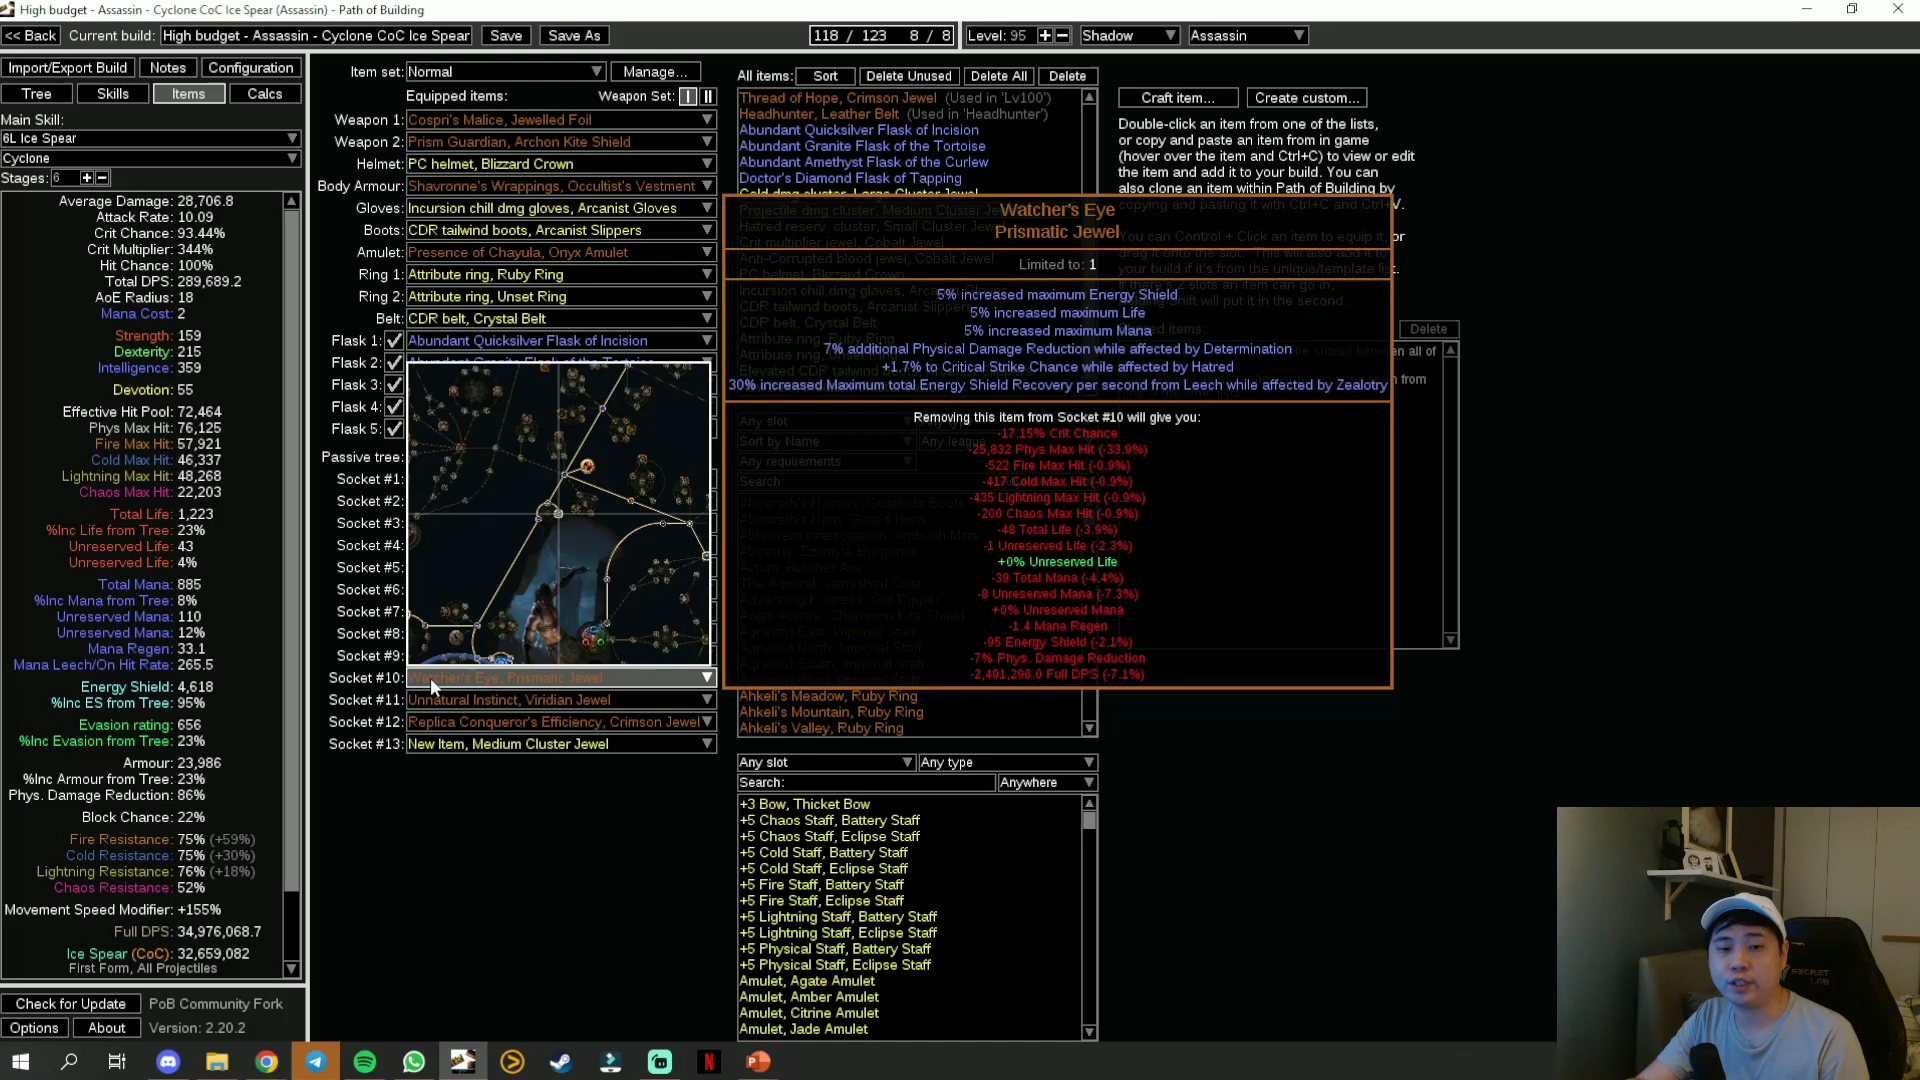 High budget - Assassin - Cyclone CoC Ice Spear (Assassin) - Path of Building
<< Back
Current build:
High budget - Assassin - Cyclone CoC Ice Spear
Save
Save As
118 / 123 8 / 8
Level: 95
Shadow
Assassin
Import/Export Build
Notes
Configuration
Tree
Skills
Items
Calcs
Main Skill:
6L Ice Spear
Cyclone
Stages: 6
Average Damage: 28,706.8
Attack Rate: 10.09
Crit Chance: 93.44%
Crit Multiplier: 344%
Hit Chance: 100%
Total DPS: 289,689.2
AoE Radius: 18
Mana Cost: 2
Strength: 159
Dexterity: 215
Intelligence: 359
Devotion: 55
Effective Hit Pool: 72,464
Phys Max Hit: 76,125
Fire Max Hit: 57,921
Cold Max Hit: 46,337
Lightning Max Hit: 48,268
Chaos Max Hit: 22,203
Total Life: 1,223
%Inc Life from Tree: 23%
Unreserved Life: 43
Unreserved Life: 4%
Total Mana: 885
%Inc Mana from Tree: 8%
Unreserved Mana: 110
Unreserved Mana: 12%
Mana Regen: 33.1
Mana Leech/On Hit Rate: 265.5
Energy Shield: 4,618
%Inc ES from Tree: 95%
Evasion rating: 656
%Inc Evasion from Tree: 23%
Armour: 23,986
%Inc Armour from Tree: 23%
Phys. Damage Reduction: 86%
Block Chance: 22%
Fire Resistance: 75% (+59%)
Cold Resistance: 75% (+30%)
Lightning Resistance: 76% (+18%)
Chaos Resistance: 52%
Movement Speed Modifier: +155%
Full DPS: 34,976,068.7
Ice Spear (CoC): 32,659,082
First Form, All Projectiles
Check for Update
PoB Community Fork
Options
About
Version: 2.20.2
Item set: Normal
Manage...
Equipped items:
Weapon Set: I II
Weapon 1: Cospri's Malice, Jewelled Foil
Weapon 2: Prism Guardian, Archon Kite Shield
Helmet: PC helmet, Blizzard Crown
Body Armour: Shavronne's Wrappings, Occultist's Vestment
Gloves: Incursion chill dmg gloves, Arcanist Gloves
Boots: CDR tailwind boots, Arcanist Slippers
Amulet: Presence of Chayula, Onyx Amulet
Ring 1: Attribute ring, Ruby Ring
Ring 2: Attribute ring, Unset Ring
Belt: CDR belt, Crystal Belt
Flask 1: Abundant Quicksilver Flask of Incision
Flask 2: Abundant Granite Flask of the Tortoise
Flask 3:
Flask 4:
Flask 5:
Passive tree:
Socket #1:
Socket #2:
Socket #3:
Socket #4:
Socket #5:
Socket #6:
Socket #7:
Socket #8:
Socket #9:
Socket #10: Watcher's Eye, Prismatic Jewel
Socket #11: Unnatural Instinct, Viridian Jewel
Socket #12: Replica Conqueror's Efficiency, Crimson Jewel
Socket #13: New Item, Medium Cluster Jewel
All items:
Sort
Delete Unused
Delete All
Delete
Thread of Hope, Crimson Jewel (Used in 'Lv100')
Headhunter, Leather Belt (Used in 'Headhunter')
Abundant Quicksilver Flask of Incision
Abundant Granite Flask of the Tortoise
Abundant Amethyst Flask of the Curlew
Doctor's Diamond Flask of Tapping
Cold dmg cluster, Large Cluster Jewel
Watcher's Eye
Prismatic Jewel
Limited to: 1
5% increased maximum Energy Shield
5% increased maximum Life
5% increased maximum Mana
7% additional Physical Damage Reduction while affected by Determination
+1.7% to Critical Strike Chance while affected by Hatred
30% increased Maximum total Energy Shield Recovery per second from Leech while affected by Zealotry
Removing this item from Socket #10 will give you:
-17.15% Crit Chance
-25,832 Phys Max Hit (-33.9%)
-522 Fire Max Hit (-0.9%)
-417 Cold Max Hit (-0.9%)
-435 Lightning Max Hit (-0.9%)
-200 Chaos Max Hit (-0.9%)
-48 Total Life (-3.9%)
-1 Unreserved Life (-2.3%)
+0% Unreserved Life
-39 Total Mana (-4.4%)
-8 Unreserved Mana (-7.3%)
+0% Unreserved Mana
-1.4 Mana Regen
-95 Energy Shield (-2.1%)
-7% Phys. Damage Reduction
-2,491,296.0 Full DPS (-7.1%)
Ahkeli's Meadow, Ruby Ring
Ahkeli's Mountain, Ruby Ring
Ahkeli's Valley, Ruby Ring
Any slot
Any type
Search:
Anywhere
+3 Bow, Thicket Bow
+5 Chaos Staff, Battery Staff
+5 Chaos Staff, Eclipse Staff
+5 Cold Staff, Battery Staff
+5 Cold Staff, Eclipse Staff
+5 Fire Staff, Battery Staff
+5 Fire Staff, Eclipse Staff
+5 Lightning Staff, Battery Staff
+5 Lightning Staff, Eclipse Staff
+5 Physical Staff, Battery Staff
+5 Physical Staff, Eclipse Staff
Amulet, Agate Amulet
Amulet, Amber Amulet
Amulet, Citrine Amulet
Amulet, Jade Amulet
Craft item...
Create custom...
Double-click an item from one of the lists,
or copy and paste an item from in game
(hover over the item and Ctrl+C) to view or edit
the item and add it to your build. You can
also clone an item within Path of Building by
copying and pasting it with Ctrl+C and Ctrl+V.
Delete